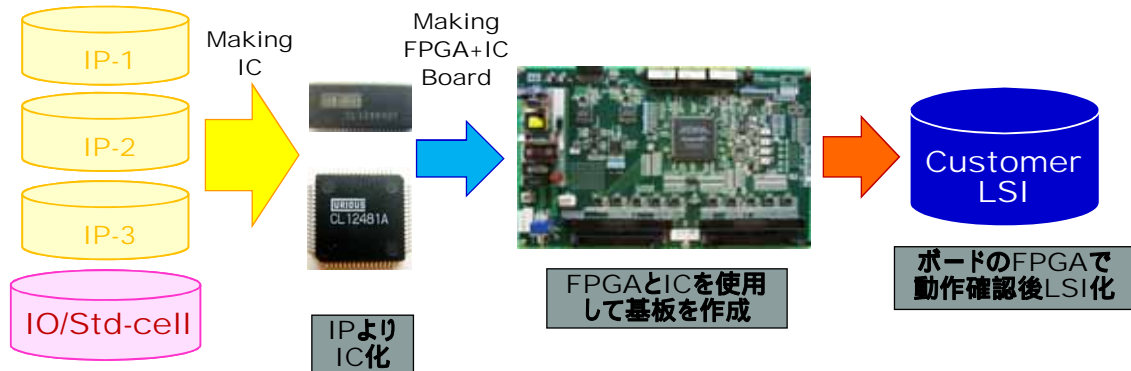 IP-1
IP-2
IP-3
IO/Std-cell
Making
IC
CURIOUS
CL12481A
IPより
IC化
Making
FPGA+IC
Board
FPGAとICを使用
して基板を作成
Customer
LSI
ボードのFPGAで
動作確認後LSI化